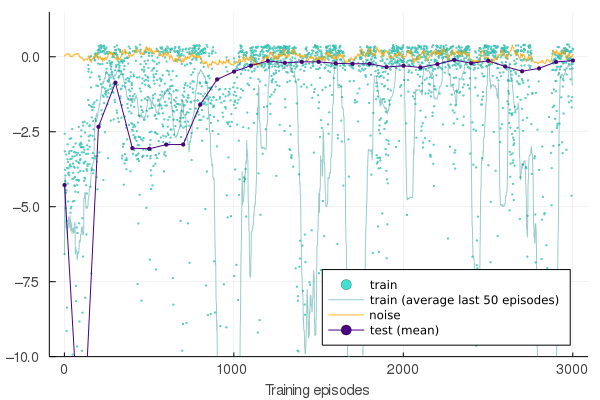 0.0
−2.5
−5.0
−7.5
−10.0
0
1000
2000
3000
Training episodes
train
train (average last 50 episodes)
noise
test (mean)